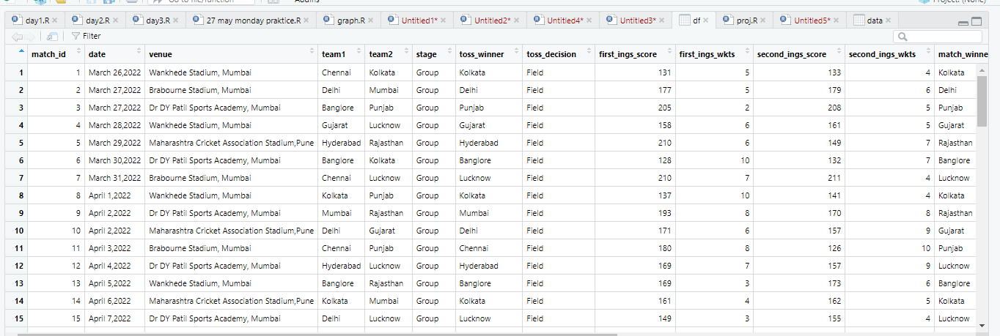 Go to file/function Addins Project: (None)
day1.R day2.R day3.R 27 may monday praktice.R graph.R Untitled1* Untitled2* Untitled4* Untitled3* df proj.R Untitled5* data
Filter
match_id date venue team1 team2 stage toss_winner toss_decision first_ings_score first_ings_wkts second_ings_score second_ings_wkts match_winne
1 1 March 26,2022 Wankhede Stadium, Mumbai Chennai Kolkata Group Kolkata Field 131 5 133 4 Kolkata
2 2 March 27,2022 Brabourne Stadium, Mumbai Delhi Mumbai Group Delhi Field 177 5 179 6 Delhi
3 3 March 27,2022 Dr DY Patil Sports Academy, Mumbai Banglore Punjab Group Punjab Field 205 2 208 5 Punjab
4 4 March 28,2022 Wankhede Stadium, Mumbai Gujarat Lucknow Group Gujarat Field 158 6 161 5 Gujarat
5 5 March 29,2022 Maharashtra Cricket Association Stadium,Pune Hyderabad Rajasthan Group Hyderabad Field 210 6 149 7 Rajasthan
6 6 March 30,2022 Dr DY Patil Sports Academy, Mumbai Banglore Kolkata Group Banglore Field 128 10 132 7 Banglore
7 7 March 31,2022 Brabourne Stadium, Mumbai Chennai Lucknow Group Lucknow Field 210 7 211 4 Lucknow
8 8 April 1,2022 Wankhede Stadium, Mumbai Kolkata Punjab Group Kolkata Field 137 10 141 4 Kolkata
9 9 April 2,2022 Dr DY Patil Sports Academy, Mumbai Mumbai Rajasthan Group Mumbai Field 193 8 170 8 Rajasthan
10 10 April 2,2022 Maharashtra Cricket Association Stadium,Pune Delhi Gujarat Group Delhi Field 171 6 157 9 Gujarat
11 11 April 3,2022 Brabourne Stadium, Mumbai Chennai Punjab Group Chennai Field 180 8 126 10 Punjab
12 12 April 4,2022 Dr DY Patil Sports Academy, Mumbai Hyderabad Lucknow Group Hyderabad Field 169 7 157 9 Lucknow
13 13 April 5,2022 Wankhede Stadium, Mumbai Banglore Rajasthan Group Banglore Field 169 3 173 6 Banglore
14 14 April 6,2022 Maharashtra Cricket Association Stadium,Pune Kolkata Mumbai Group Kolkata Field 161 4 162 5 Kolkata
15 15 April 7,2022 Dr DY Patil Sports Academy, Mumbai Delhi Lucknow Group Lucknow Field 149 3 155 4 Lucknow